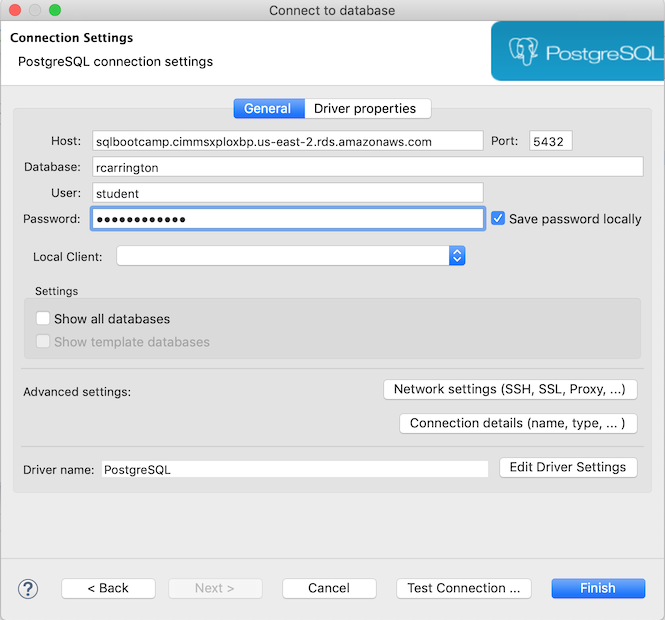 Connect to database
Connection Settings
PostgreSQL connection settings
PostgreSQL
General Driver properties
Host: sqlbootcamp.cimmsxploxbp.us-east-2.rds.amazonaws.com Port: 5432
Database: rcarrington
User: student
Password: •••••••••••• Save password locally
Local Client:
Settings
Show all databases
Show template databases
Advanced settings: Network settings (SSH, SSL, Proxy, ...)
Connection details (name, type, ... )
Driver name: PostgreSQL Edit Driver Settings
? < Back Next > Cancel Test Connection ... Finish